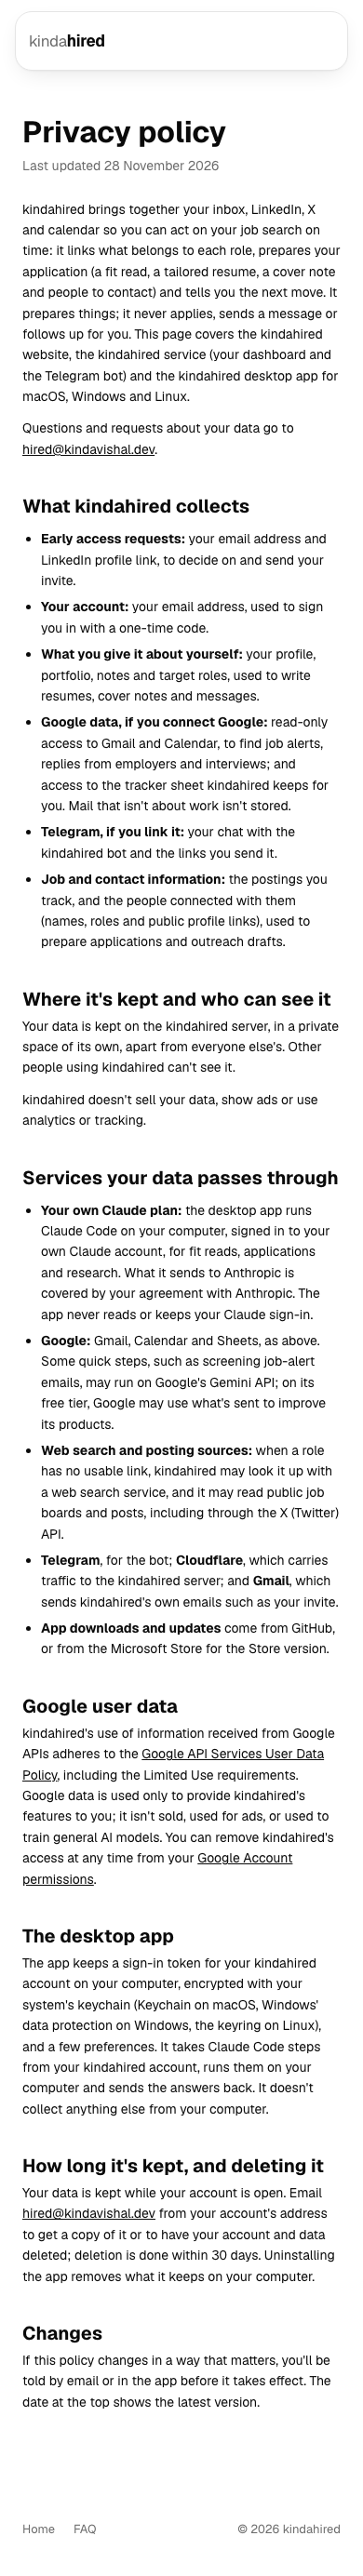 kindahired
Privacy policy
Last updated 28 November 2026
kindahired brings together your inbox, LinkedIn, X
and calendar so you can act on your job search on
time: it links what belongs to each role, prepares your
application (a fit read, a tailored resume, a cover note
and people to contact) and tells you the next move. It
prepares things; it never applies, sends a message or
follows up for you. This page covers the kindahired
website, the kindahired service (your dashboard and
the Telegram bot) and the kindahired desktop app for
macOS, Windows and Linux.
Questions and requests about your data go to
hired@kindavishal.dev.
What kindahired collects
• Early access requests: your email address and
LinkedIn profile link, to decide on and send your
invite.
• Your account: your email address, used to sign
you in with a one-time code.
• What you give it about yourself: your profile,
portfolio, notes and target roles, used to write
resumes, cover notes and messages.
• Google data, if you connect Google: read-only
access to Gmail and Calendar, to find job alerts,
replies from employers and interviews; and
access to the tracker sheet kindahired keeps for
you. Mail that isn't about work isn't stored.
• Telegram, if you link it: your chat with the
kindahired bot and the links you send it.
• Job and contact information: the postings you
track, and the people connected with them
(names, roles and public profile links), used to
prepare applications and outreach drafts.
Where it's kept and who can see it
Your data is kept on the kindahired server, in a private
space of its own, apart from everyone else's. Other
people using kindahired can't see it.
kindahired doesn't sell your data, show ads or use
analytics or tracking.
Services your data passes through
• Your own Claude plan: the desktop app runs
Claude Code on your computer, signed in to your
own Claude account, for fit reads, applications
and research. What it sends to Anthropic is
covered by your agreement with Anthropic. The
app never reads or keeps your Claude sign-in.
• Google: Gmail, Calendar and Sheets, as above.
Some quick steps, such as screening job-alert
emails, may run on Google's Gemini API; on its
free tier, Google may use what's sent to improve
its products.
• Web search and posting sources: when a role
has no usable link, kindahired may look it up with
a web search service, and it may read public job
boards and posts, including through the X (Twitter)
API.
• Telegram, for the bot; Cloudflare, which carries
traffic to the kindahired server; and Gmail, which
sends kindahired's own emails such as your invite.
• App downloads and updates come from GitHub,
or from the Microsoft Store for the Store version.
Google user data
kindahired's use of information received from Google
APIs adheres to the Google API Services User Data
Policy, including the Limited Use requirements.
Google data is used only to provide kindahired's
features to you; it isn't sold, used for ads, or used to
train general AI models. You can remove kindahired's
access at any time from your Google Account
permissions.
The desktop app
The app keeps a sign-in token for your kindahired
account on your computer, encrypted with your
system's keychain (Keychain on macOS, Windows'
data protection on Windows, the keyring on Linux),
and a few preferences. It takes Claude Code steps
from your kindahired account, runs them on your
computer and sends the answers back. It doesn't
collect anything else from your computer.
How long it's kept, and deleting it
Your data is kept while your account is open. Email
hired@kindavishal.dev from your account's address
to get a copy of it or to have your account and data
deleted; deletion is done within 30 days. Uninstalling
the app removes what it keeps on your computer.
Changes
If this policy changes in a way that matters, you'll be
told by email or in the app before it takes effect. The
date at the top shows the latest version.
Home FAQ © 2026 kindahired